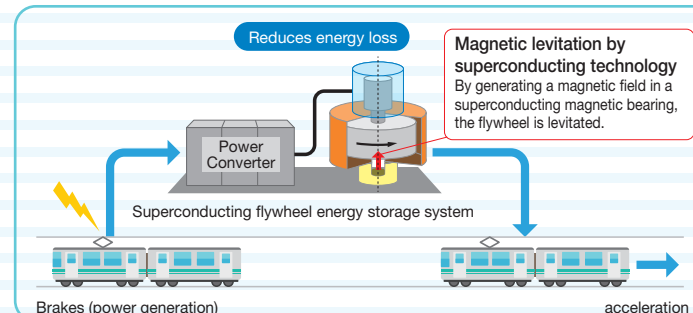 Reduces energy loss
Magnetic levitation by
superconducting technology
By generating a magnetic field in a
superconducting magnetic bearing,
the flywheel is levitated.
Power
Converter
Superconducting flywheel energy storage system
Brakes (power generation)
acceleration